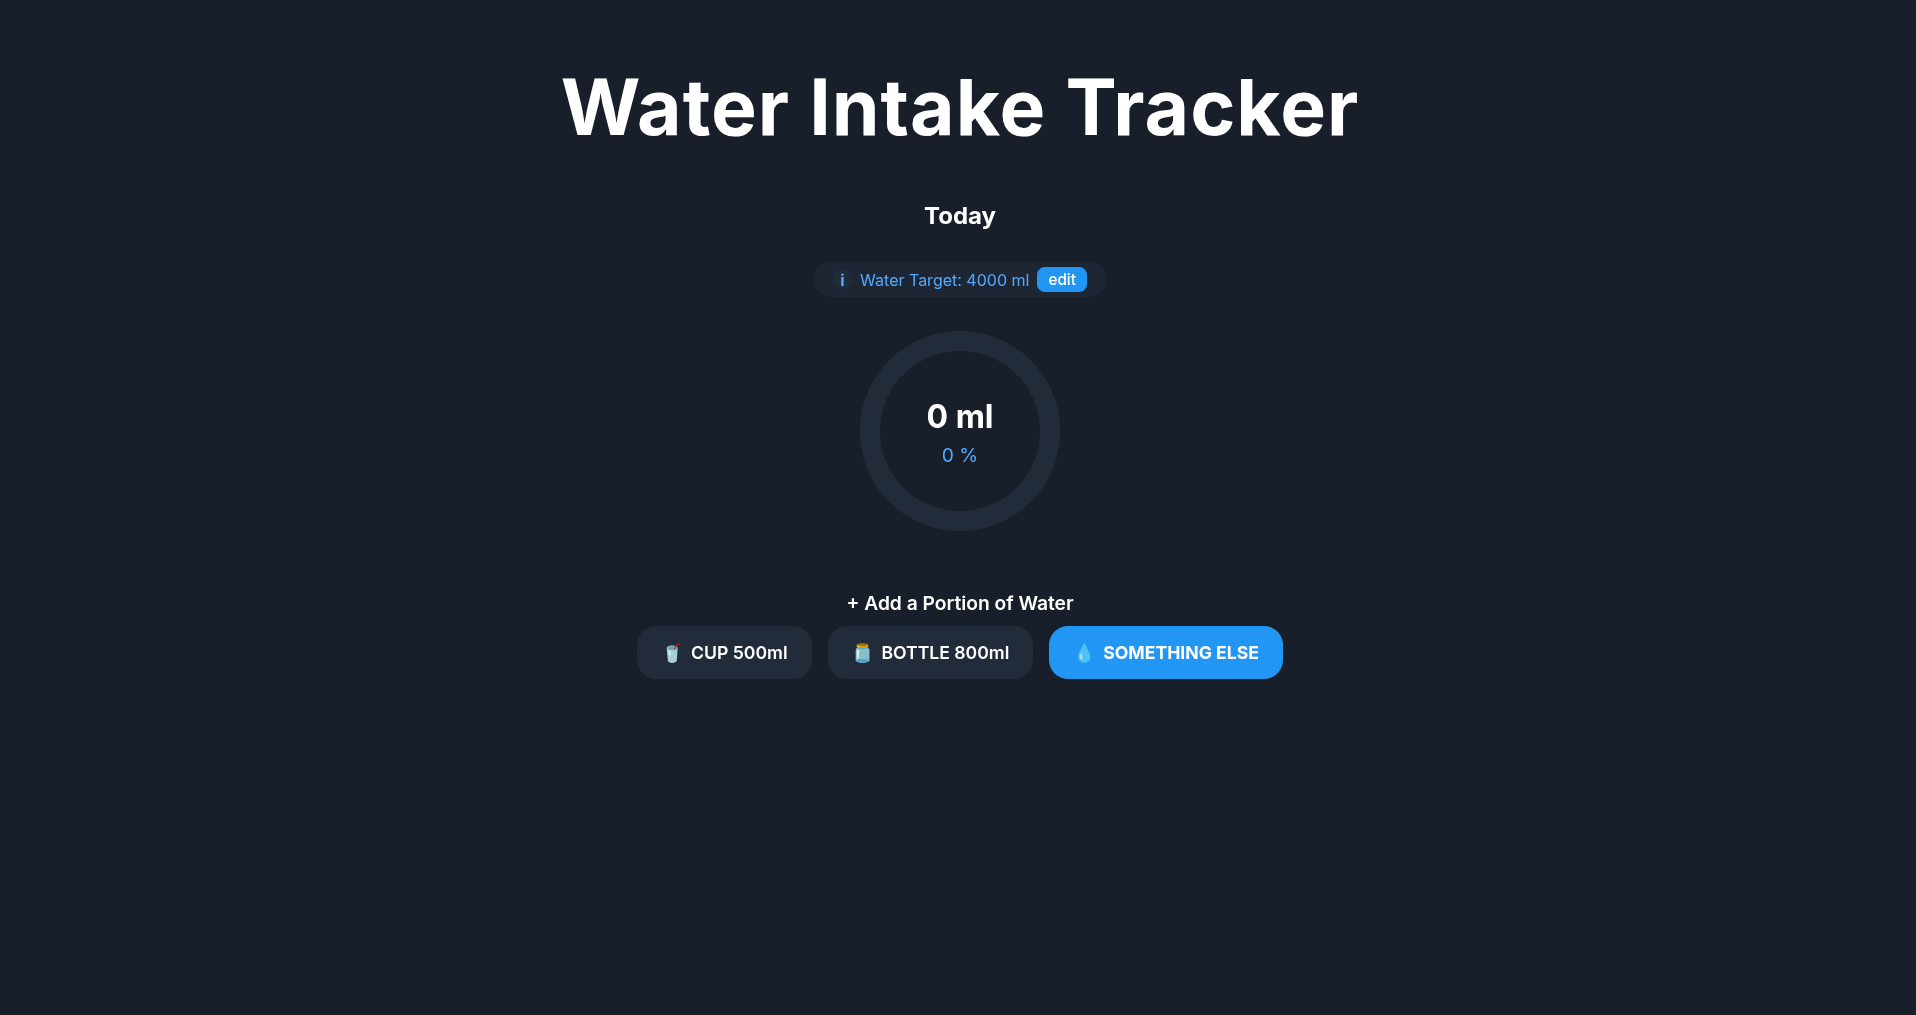 Water Intake Tracker
Today
i Water Target: 4000 ml edit
0 ml
0 %
+ Add a Portion of Water
CUP 500ml BOTTLE 800ml SOMETHING ELSE